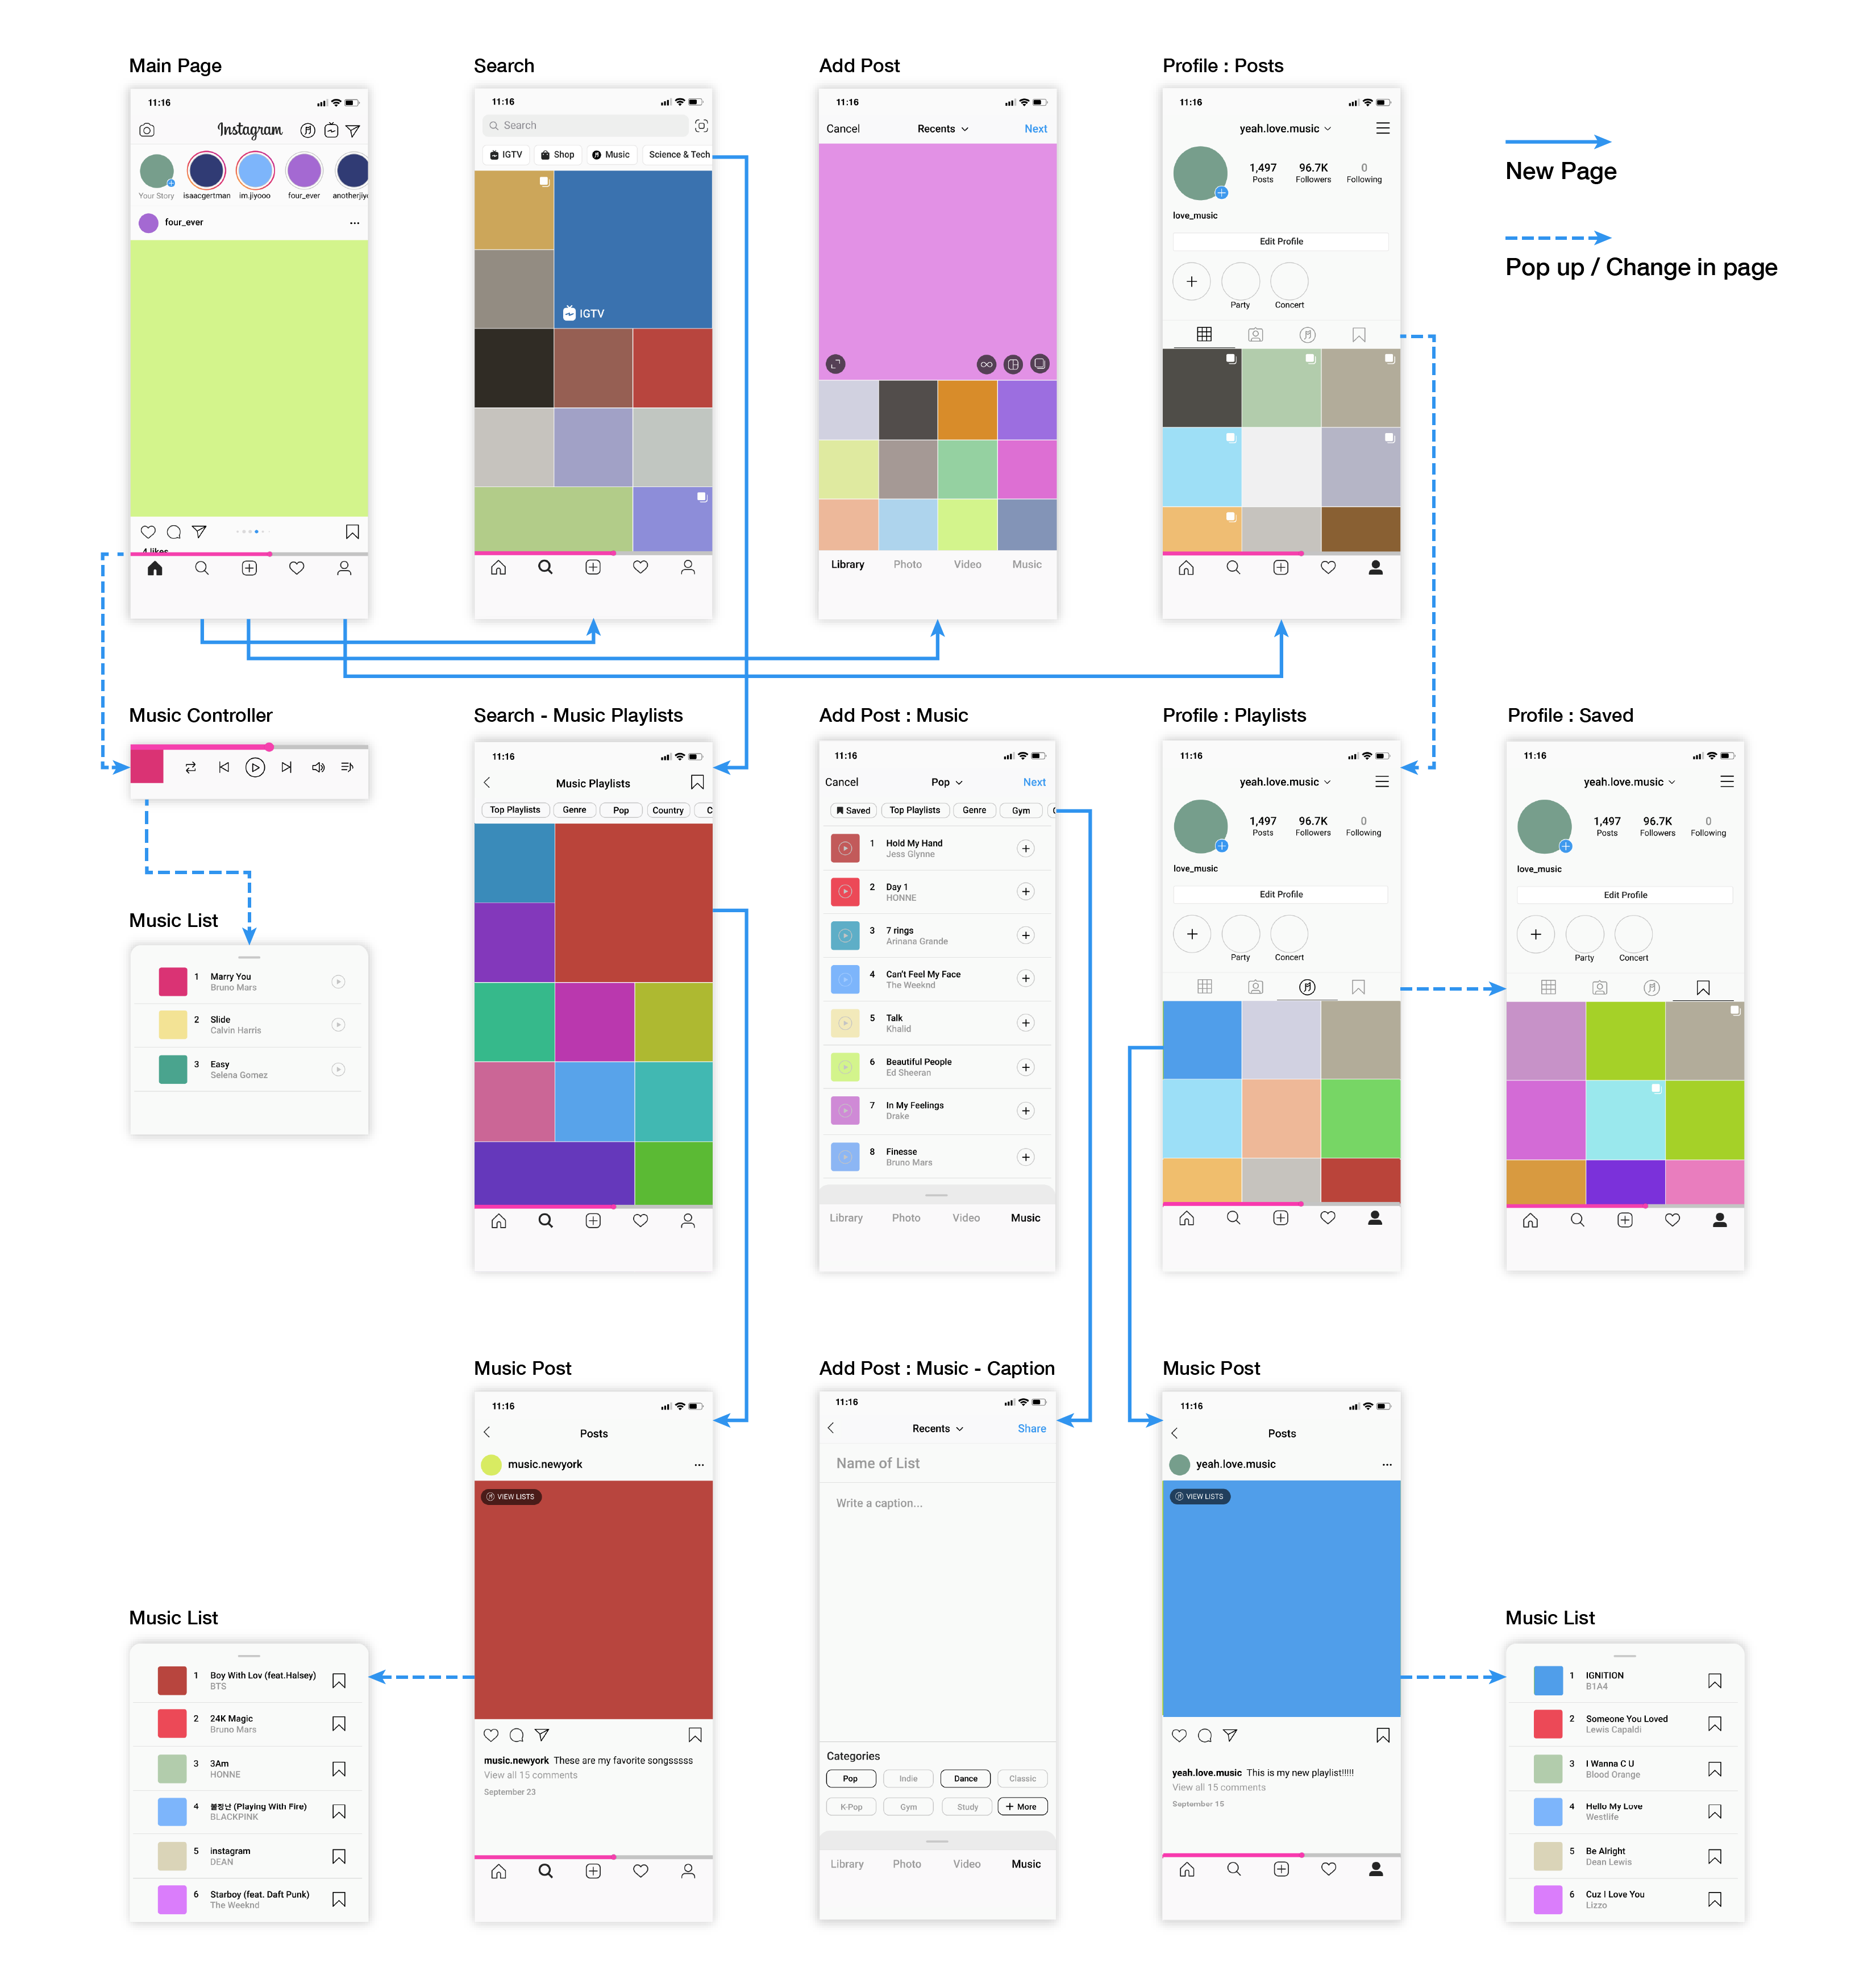 Main Page
11:16
Instagram
Your Story
isaacgertman
im.jiyooo
four_ever
anotherjiy
four_ever
4 likes
Search
11:16
Search
IGTV
Shop
Music
Science & Tech
IGTV
Add Post
11:16
Cancel
Recents
Next
Library
Photo
Video
Music
Profile : Posts
11:16
yeah.love.music
1,497
96.7K
0
Posts
Followers
Following
love_music
Edit Profile
Party
Concert
New Page
Pop up / Change in page
Music Controller
Music List
1 Marry You
Bruno Mars
2 Slide
Calvin Harris
3 Easy
Selena Gomez
Search - Music Playlists
11:16
Music Playlists
Top Playlists
Genre
Pop
Country
C
Add Post : Music
11:16
Cancel
Pop
Next
Saved
Top Playlists
Genre
Gym
1 Hold My Hand
Jess Glynne
2 Day 1
HONNE
3 7 rings
Arinana Grande
4 Can't Feel My Face
The Weeknd
5 Talk
Khalid
6 Beautiful People
Ed Sheeran
7 In My Feelings
Drake
8 Finesse
Bruno Mars
Library
Photo
Video
Music
Profile : Playlists
11:16
yeah.love.music
1,497
96.7K
0
Posts
Followers
Following
love_music
Edit Profile
Party
Concert
Profile : Saved
11:16
yeah.love.music
1,497
96.7K
0
Posts
Followers
Following
love_music
Edit Profile
Party
Concert
Music Post
11:16
Posts
music.newyork
VIEW LISTS
music.newyork These are my favorite songsssss
View all 15 comments
September 23
Add Post : Music - Caption
11:16
Recents
Share
Name of List
Write a caption...
Categories
Pop
Indie
Dance
Classic
K-Pop
Gym
Study
+ More
Library
Photo
Video
Music
Music Post
11:16
Posts
yeah.love.music
VIEW LISTS
yeah.love.music This is my new playlist!!!!!
View all 15 comments
September 15
Music List
1 Boy With Lov (feat.Halsey)
BTS
2 24K Magic
Bruno Mars
3 3Am
HONNE
4 불장난 (Playing With Fire)
BLACKPINK
5 instagram
DEAN
6 Starboy (feat. Daft Punk)
The Weeknd
Music List
1 IGNITION
B1A4
2 Someone You Loved
Lewis Capaldi
3 I Wanna C U
Blood Orange
4 Hello My Love
Westlife
5 Be Alright
Dean Lewis
6 Cuz I Love You
Lizzo